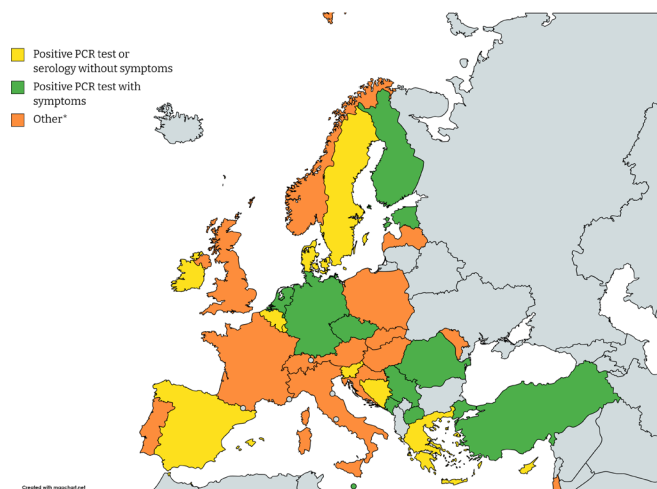 Positive PCR test or
serology without symptoms
Positive PCR test with
symptoms
Other*
Created with mapchart.net